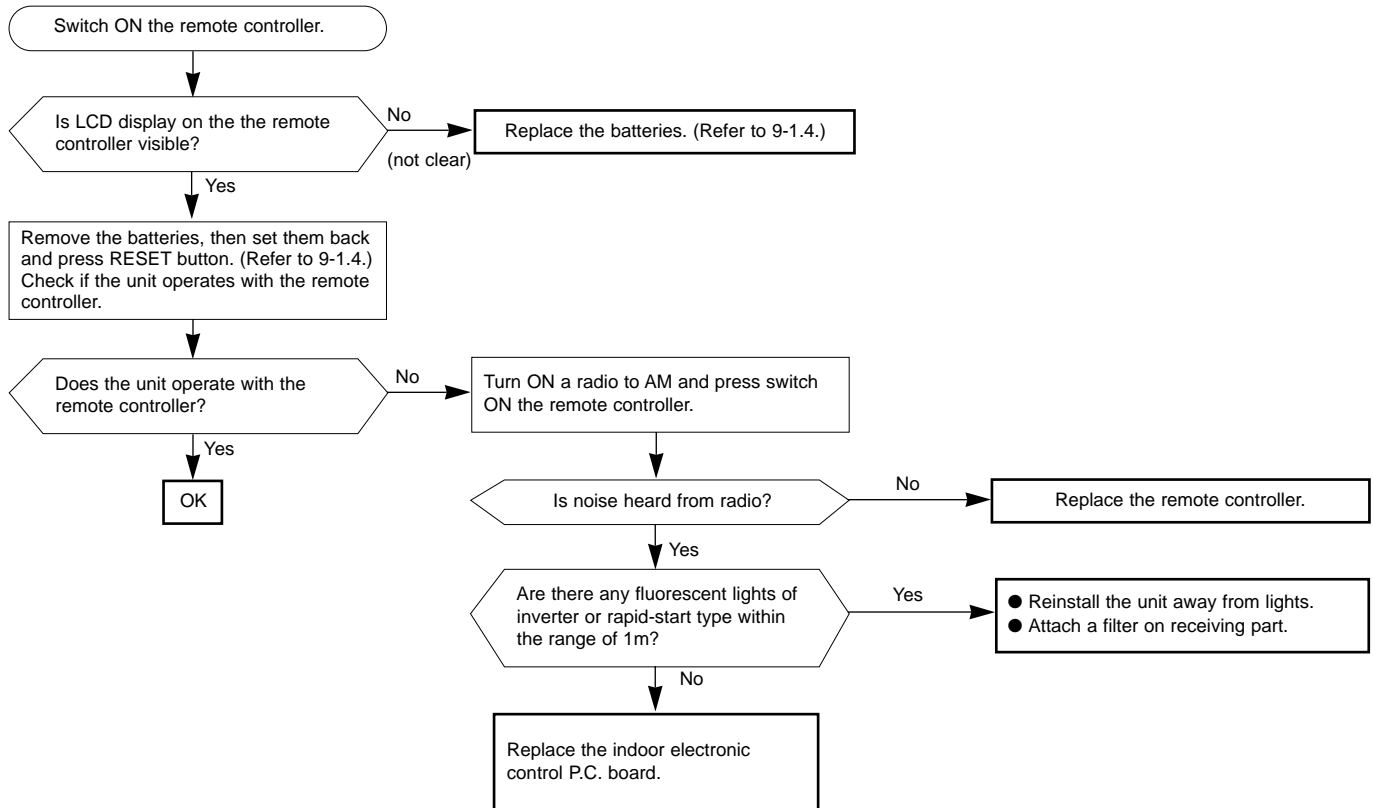 Switch ON the remote controller.
Is LCD display on the the remote
controller visible?
No
(not clear)
Replace the batteries. (Refer to 9-1.4.)
Yes
Remove the batteries, then set them back
and press RESET button. (Refer to 9-1.4.)
Check if the unit operates with the remote
controller.
Does the unit operate with the
remote controller?
No
Turn ON a radio to AM and press switch
ON the remote controller.
Yes
OK
Is noise heard from radio?
No
Replace the remote controller.
Yes
Are there any fluorescent lights of
inverter or rapid-start type within
the range of 1m?
Yes
● Reinstall the unit away from lights.
● Attach a filter on receiving part.
No
Replace the indoor electronic
control P.C. board.